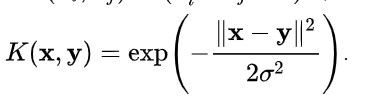 K(x, y) = exp(−‖x − y‖² / 2σ²).